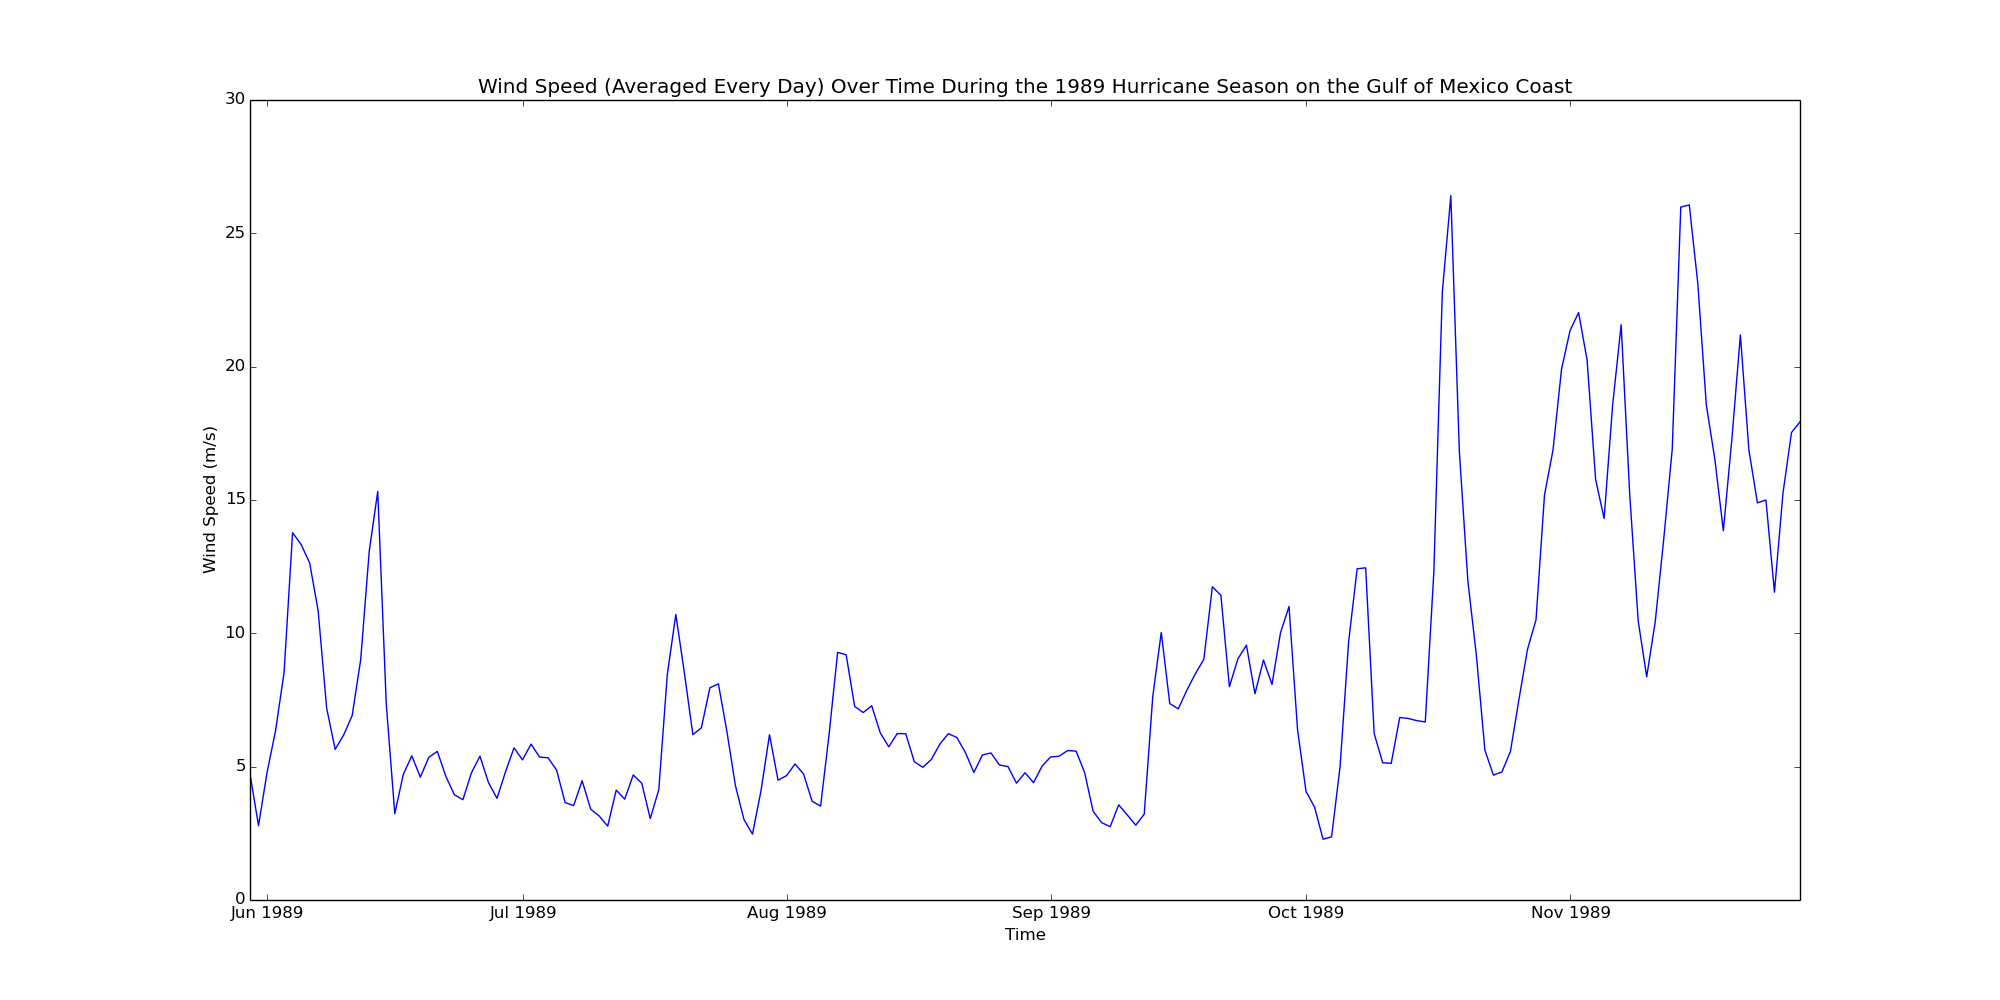 Wind Speed (Averaged Every Day) Over Time During the 1989 Hurricane Season on the Gulf of Mexico Coast
30
25
20
15
10
5
0
Wind Speed (m/s)
Jun 1989 Jul 1989 Aug 1989 Sep 1989 Oct 1989 Nov 1989
Time